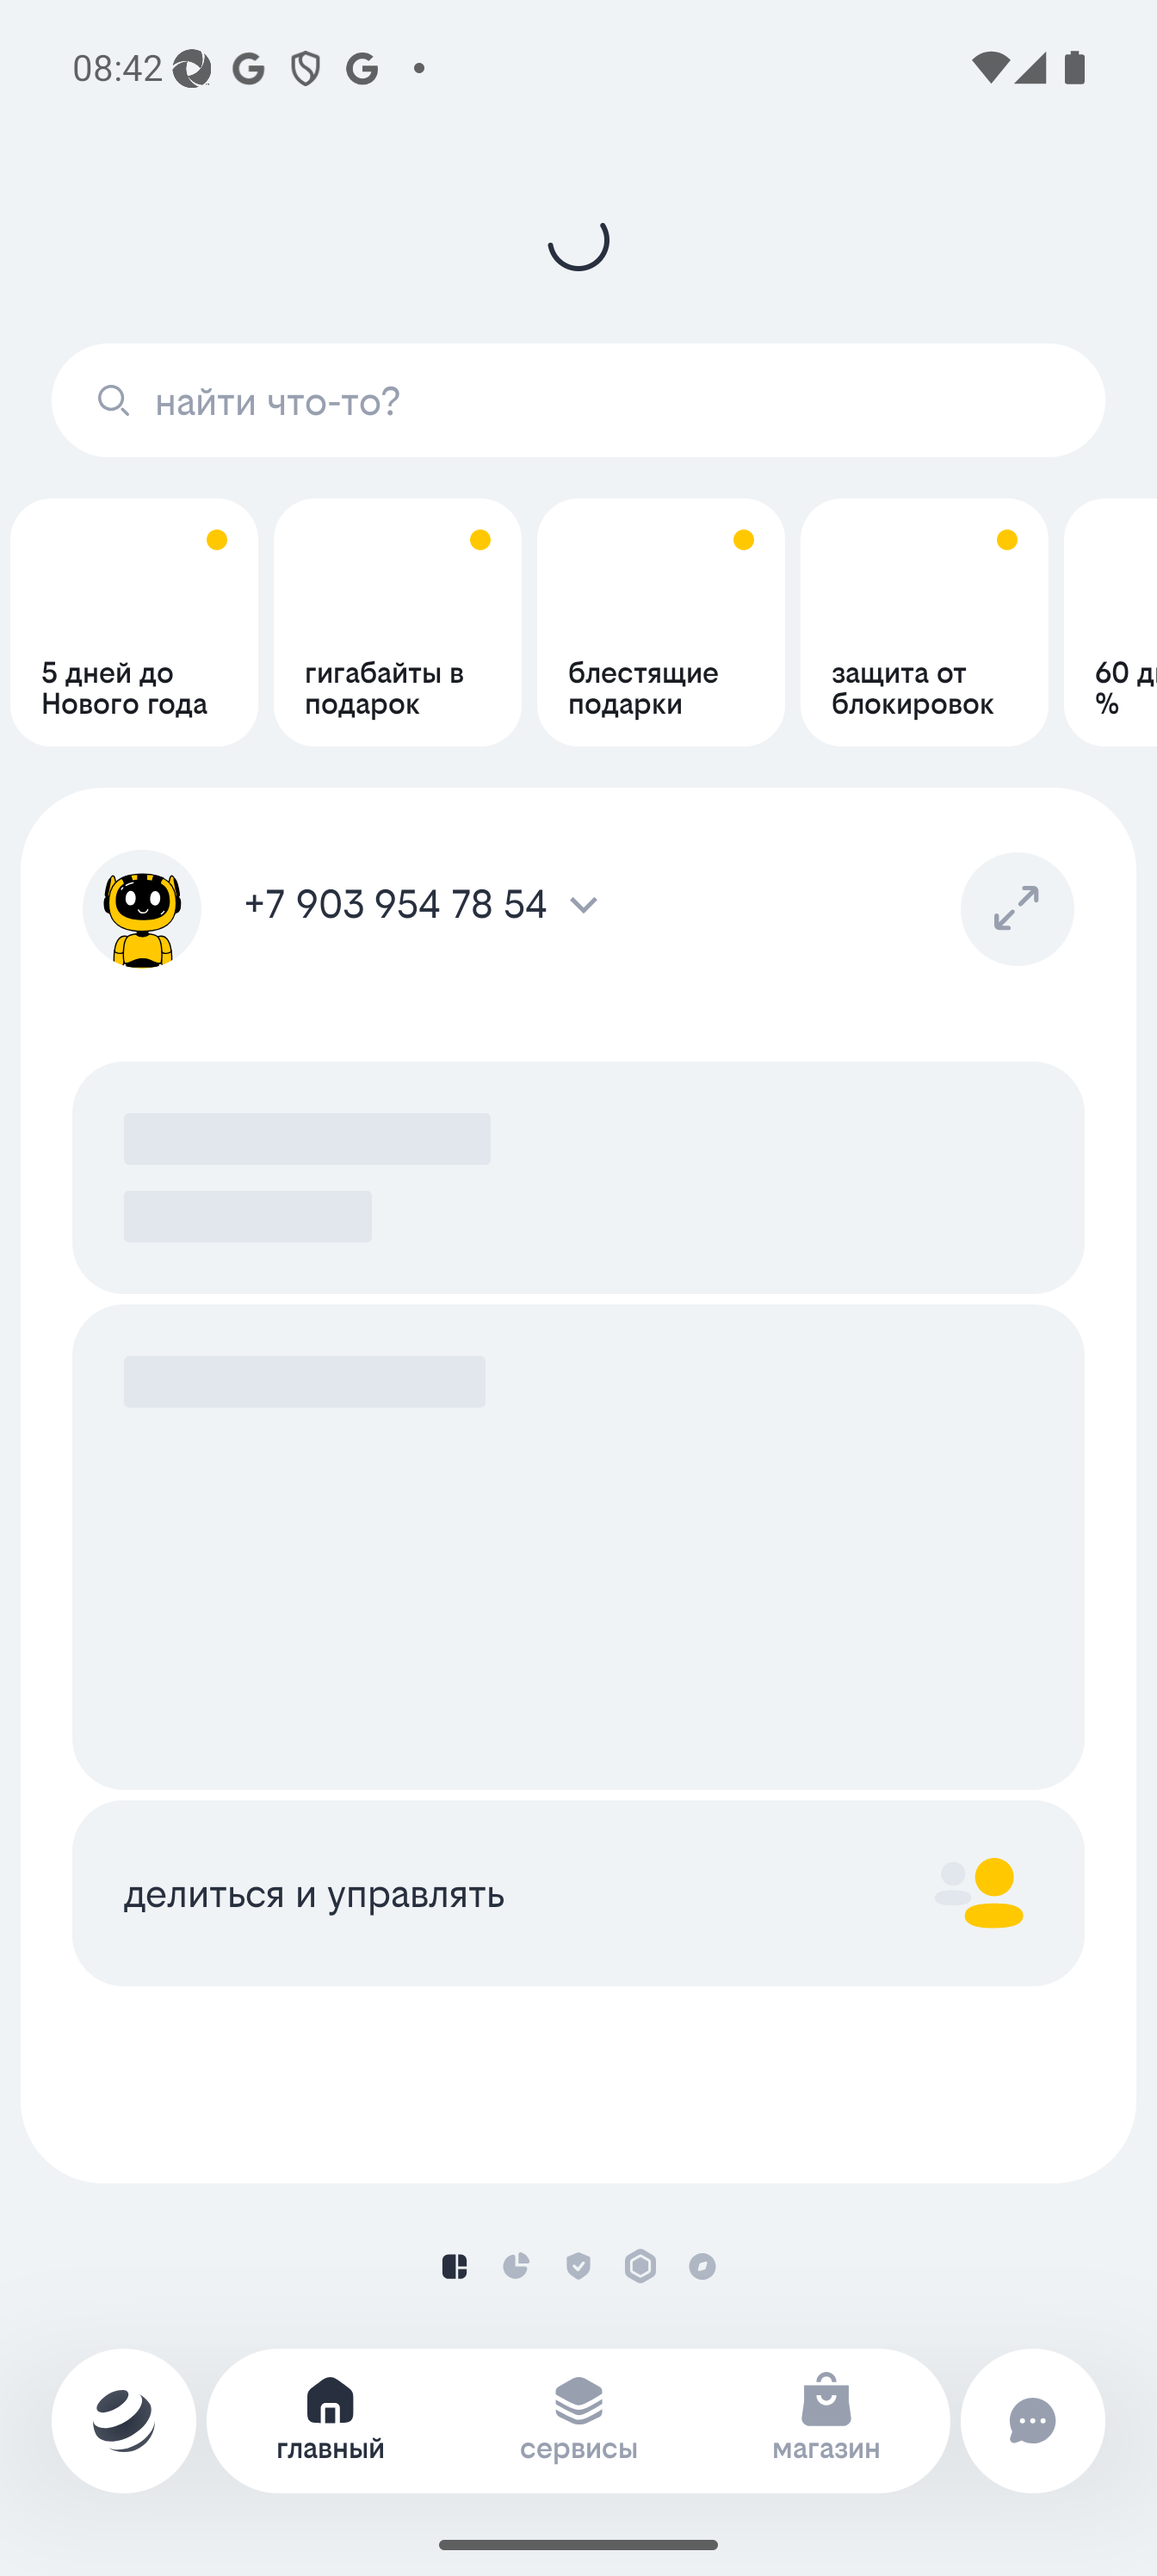 08:42
найти что-то?
5 дней до
Нового года
гигабайты в
подарок
блестящие
подарки
защита от
блокировок
60
%
+7 903 954 78 54
делиться и управлять
главный
сервисы
магазин